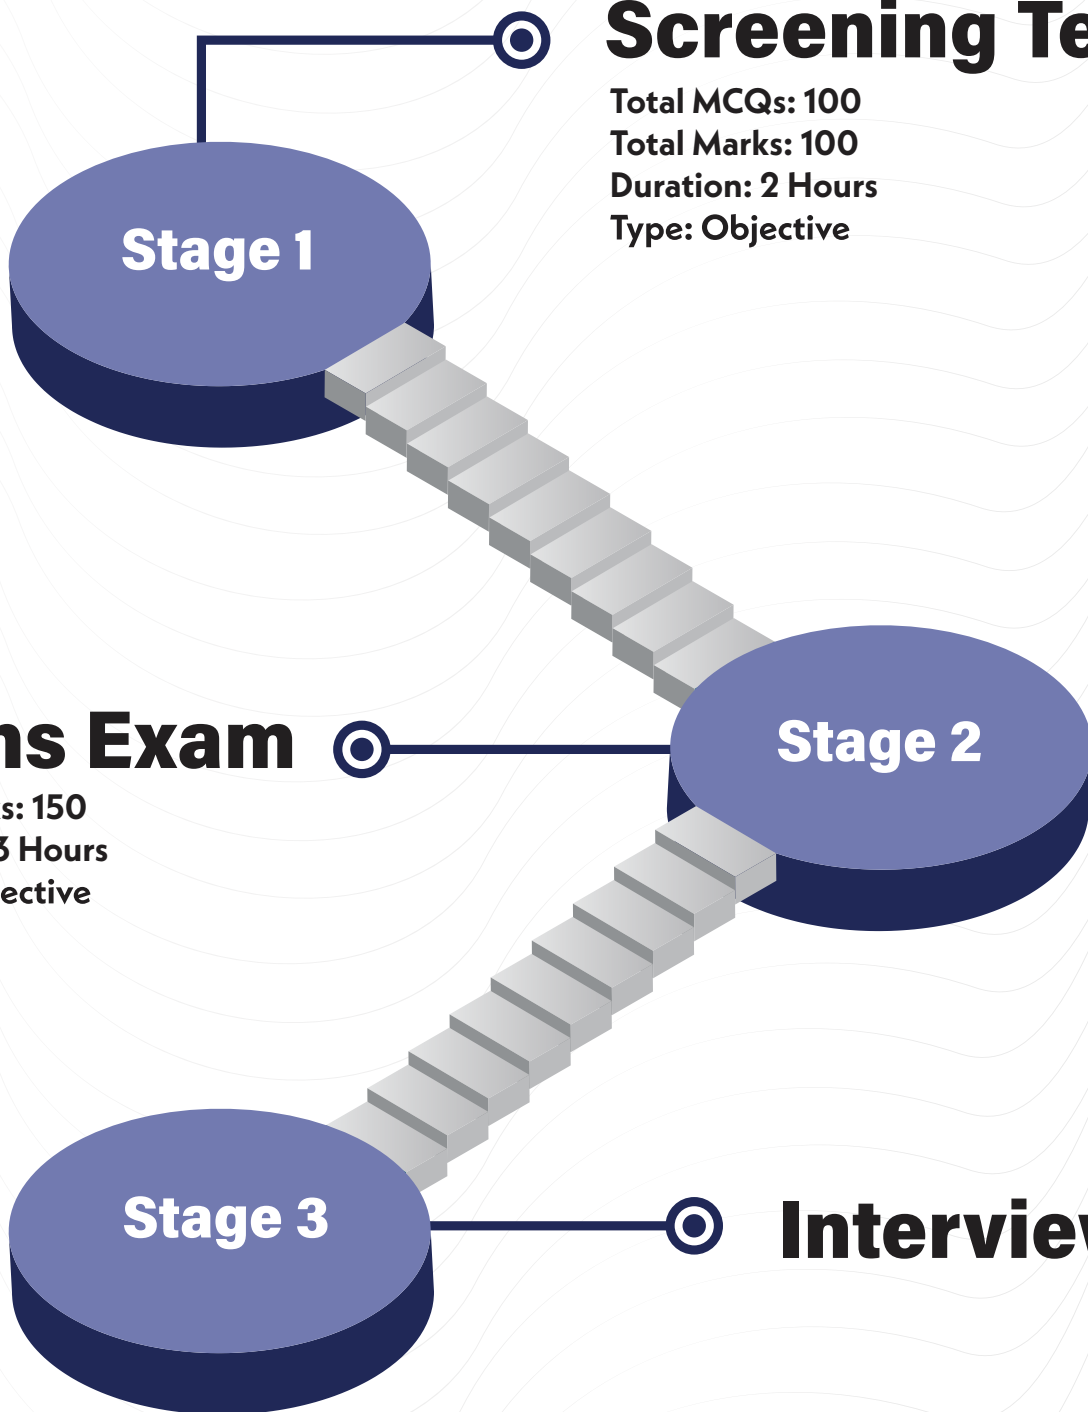 Screening Te
Total MCQs: 100
Total Marks: 100
Duration: 2 Hours
Type: Objective
Stage 1
Stage 2
ns Exam
s: 150
3 Hours
ective
Stage 3
Interview